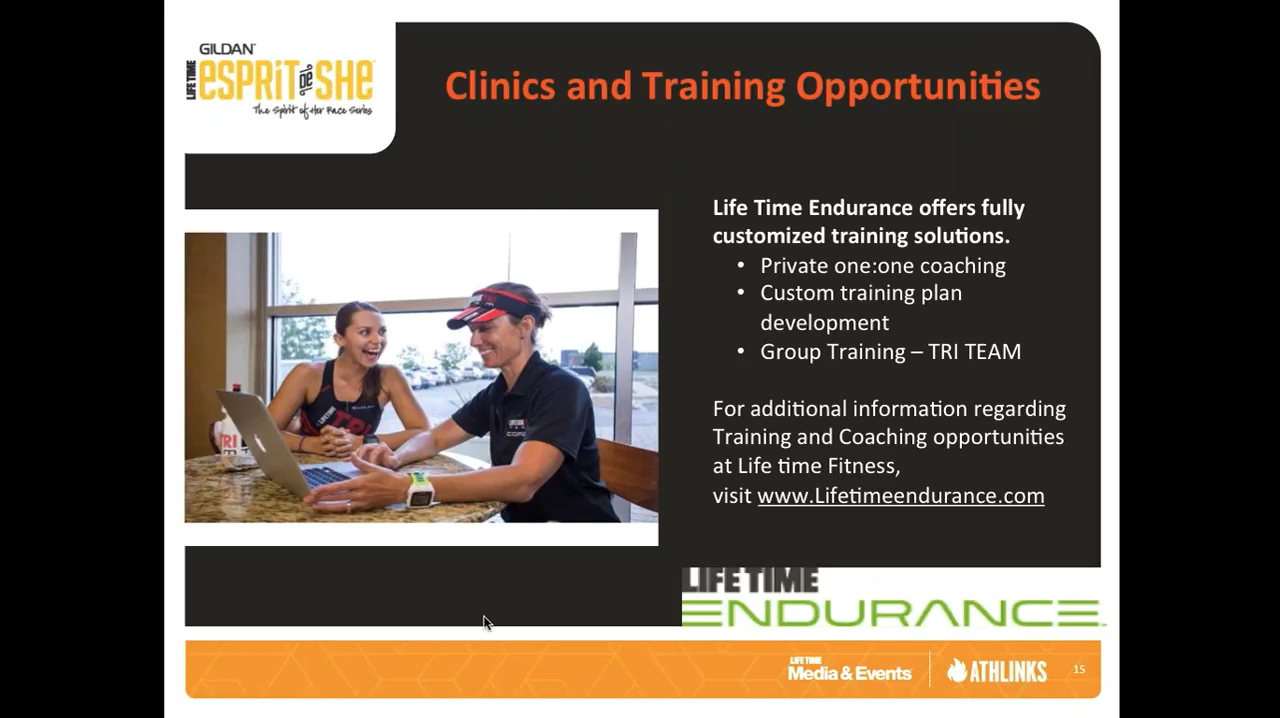 GILDAN
LIFE TIME
ESPRIT DE SHE
The Spirit of Her Race Series
Clinics and Training Opportunities
Life Time Endurance offers fully
customized training solutions.
• Private one:one coaching
• Custom training plan
development
• Group Training – TRI TEAM
For additional information regarding
Training and Coaching opportunities
at Life time Fitness,
visit www.Lifetimeendurance.com
TRI
LIFE TIME
ENDURANCE
LIFE TIME
Media & Events
ATHLINKS
15